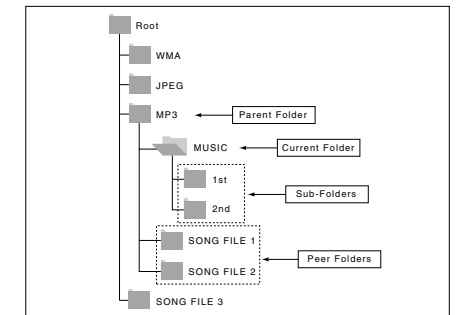 Root
WMA
JPEG
MP3
Parent Folder
MUSIC
Current Folder
1st
Sub-Folders
2nd
SONG FILE 1
Peer Folders
SONG FILE 2
SONG FILE 3